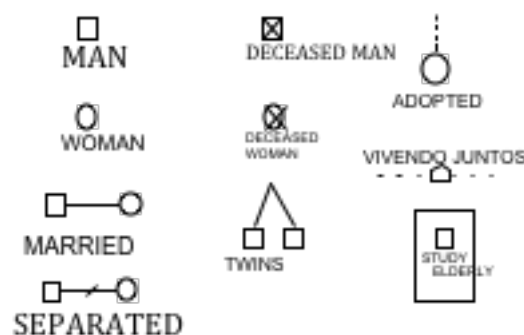 MAN
DECEASED MAN
ADOPTED
WOMAN
DECEASED
WOMAN
VIVENDO JUNTOS
MARRIED
TWINS
STUDY
ELDERLY
SEPARATED